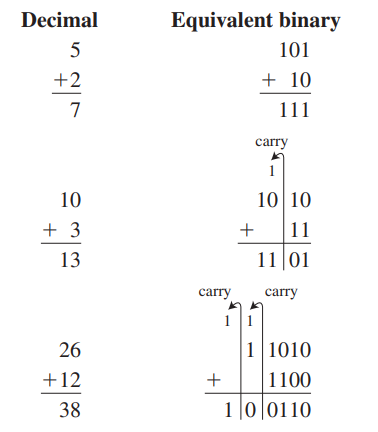 Decimal Equivalent binary
5 101
+2 + 10
7 111
carry
1
10 10 10
+ 3 + 11
13 11 01
carry carry
1 1
26 1 1010
+12 + 1100
38 1 0 0110